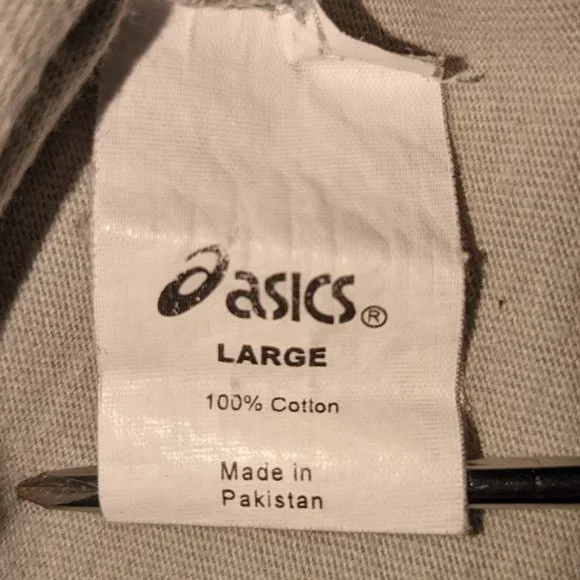 asics®
LARGE
100% Cotton
Made in
Pakistan